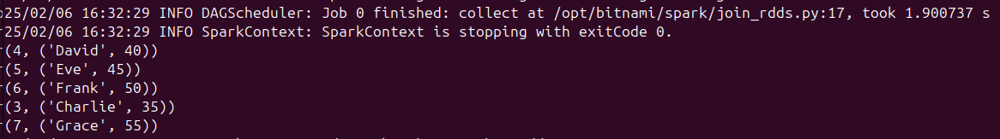 25/02/06 16:32:29 INFO DAGScheduler: Job 0 finished: collect at /opt/bitnami/spark/join_rdds.py:17, took 1.900737 s
25/02/06 16:32:29 INFO SparkContext: SparkContext is stopping with exitCode 0.
(4, ('David', 40))
(5, ('Eve', 45))
(6, ('Frank', 50))
(3, ('Charlie', 35))
(7, ('Grace', 55))